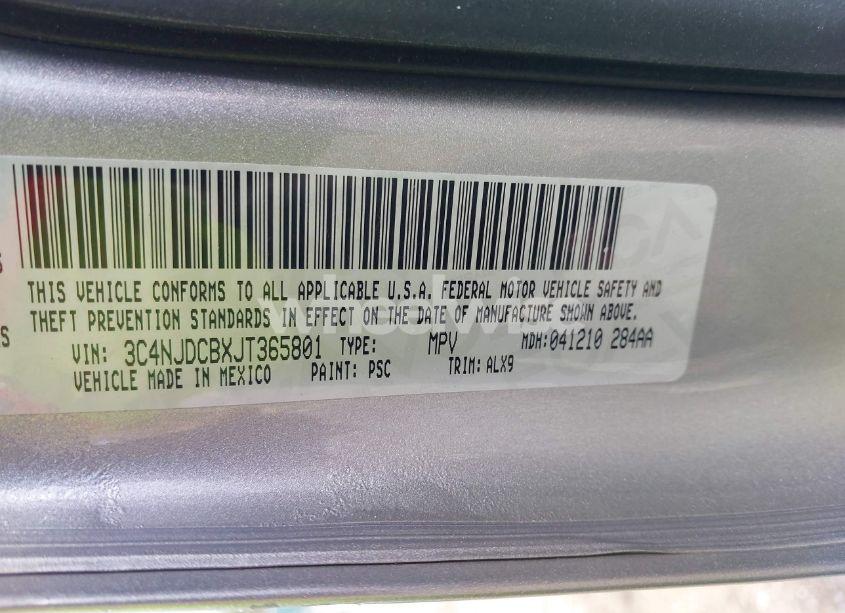 THIS VEHICLE CONFORMS TO ALL APPLICABLE U.S.A. FEDERAL MOTOR VEHICLE SAFETY AND
THEFT PREVENTION STANDARDS IN EFFECT ON THE DATE OF MANUFACTURE SHOWN ABOVE.
VIN: 3C4NJDCBXJT365801 TYPE: MPV MDH:041210 284AA
VEHICLE MADE IN MEXICO PAINT: PSC TRIM: ALX9